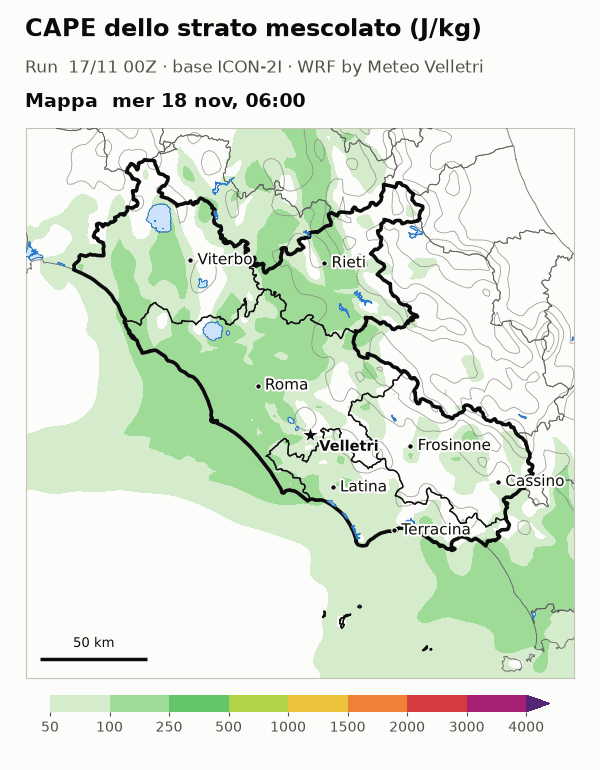 CAPE dello strato mescolato (J/kg)
Run  17/11 00Z · base ICON-2I · WRF by Meteo Velletri
Mappa  mer 18 nov, 06:00
Viterbo
Rieti
Roma
Velletri
Frosinone
Latina
Cassino
Terracina
50 km
50 100 250 500 1000 1500 2000 3000 4000